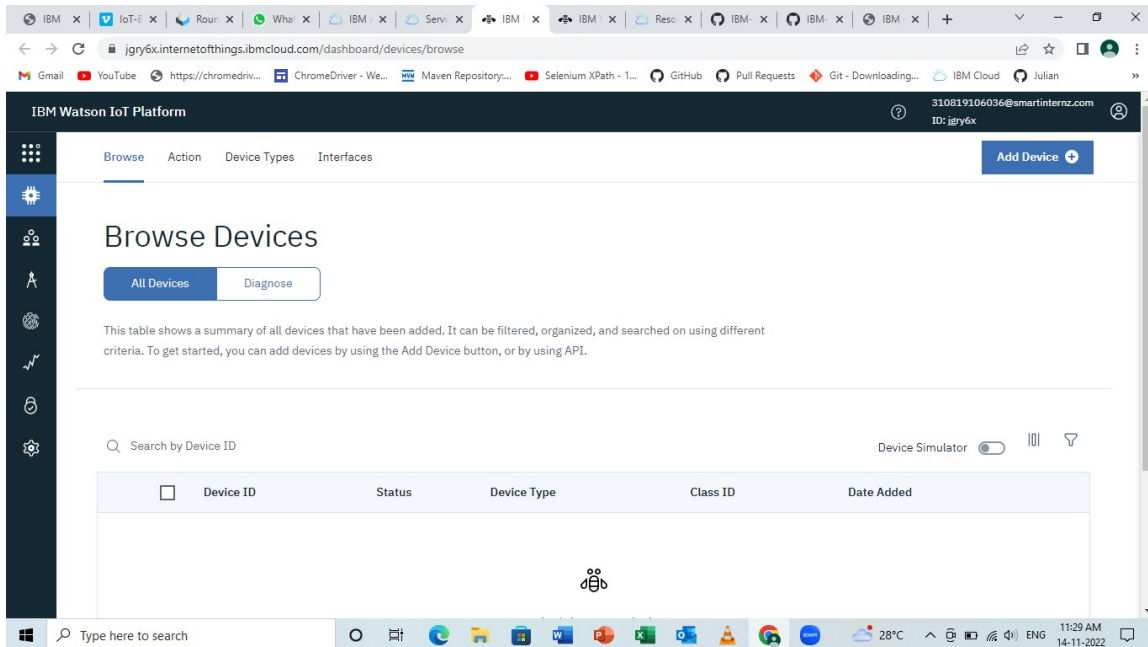 IBM
IoT-E
Roun
What
IBM
Servi
IBM
IBM
Reso
IBM-
IBM-
IBM
jgry6x.internetofthings.ibmcloud.com/dashboard/devices/browse
Gmail YouTube https://chromedriv... ChromeDriver - We... Maven Repository:... Selenium XPath - 1... GitHub Pull Requests Git - Downloading... IBM Cloud Julian »
IBM Watson IoT Platform
310819106036@smartinternz.com
ID: jgry6x
Browse Action Device Types Interfaces
Add Device
Browse Devices
All Devices Diagnose
This table shows a summary of all devices that have been added. It can be filtered, organized, and searched on using different
criteria. To get started, you can add devices by using the Add Device button, or by using API.
Search by Device ID
Device Simulator
Device ID Status Device Type Class ID Date Added
Type here to search
zoom
28°C
ENG
11:29 AM
14-11-2022